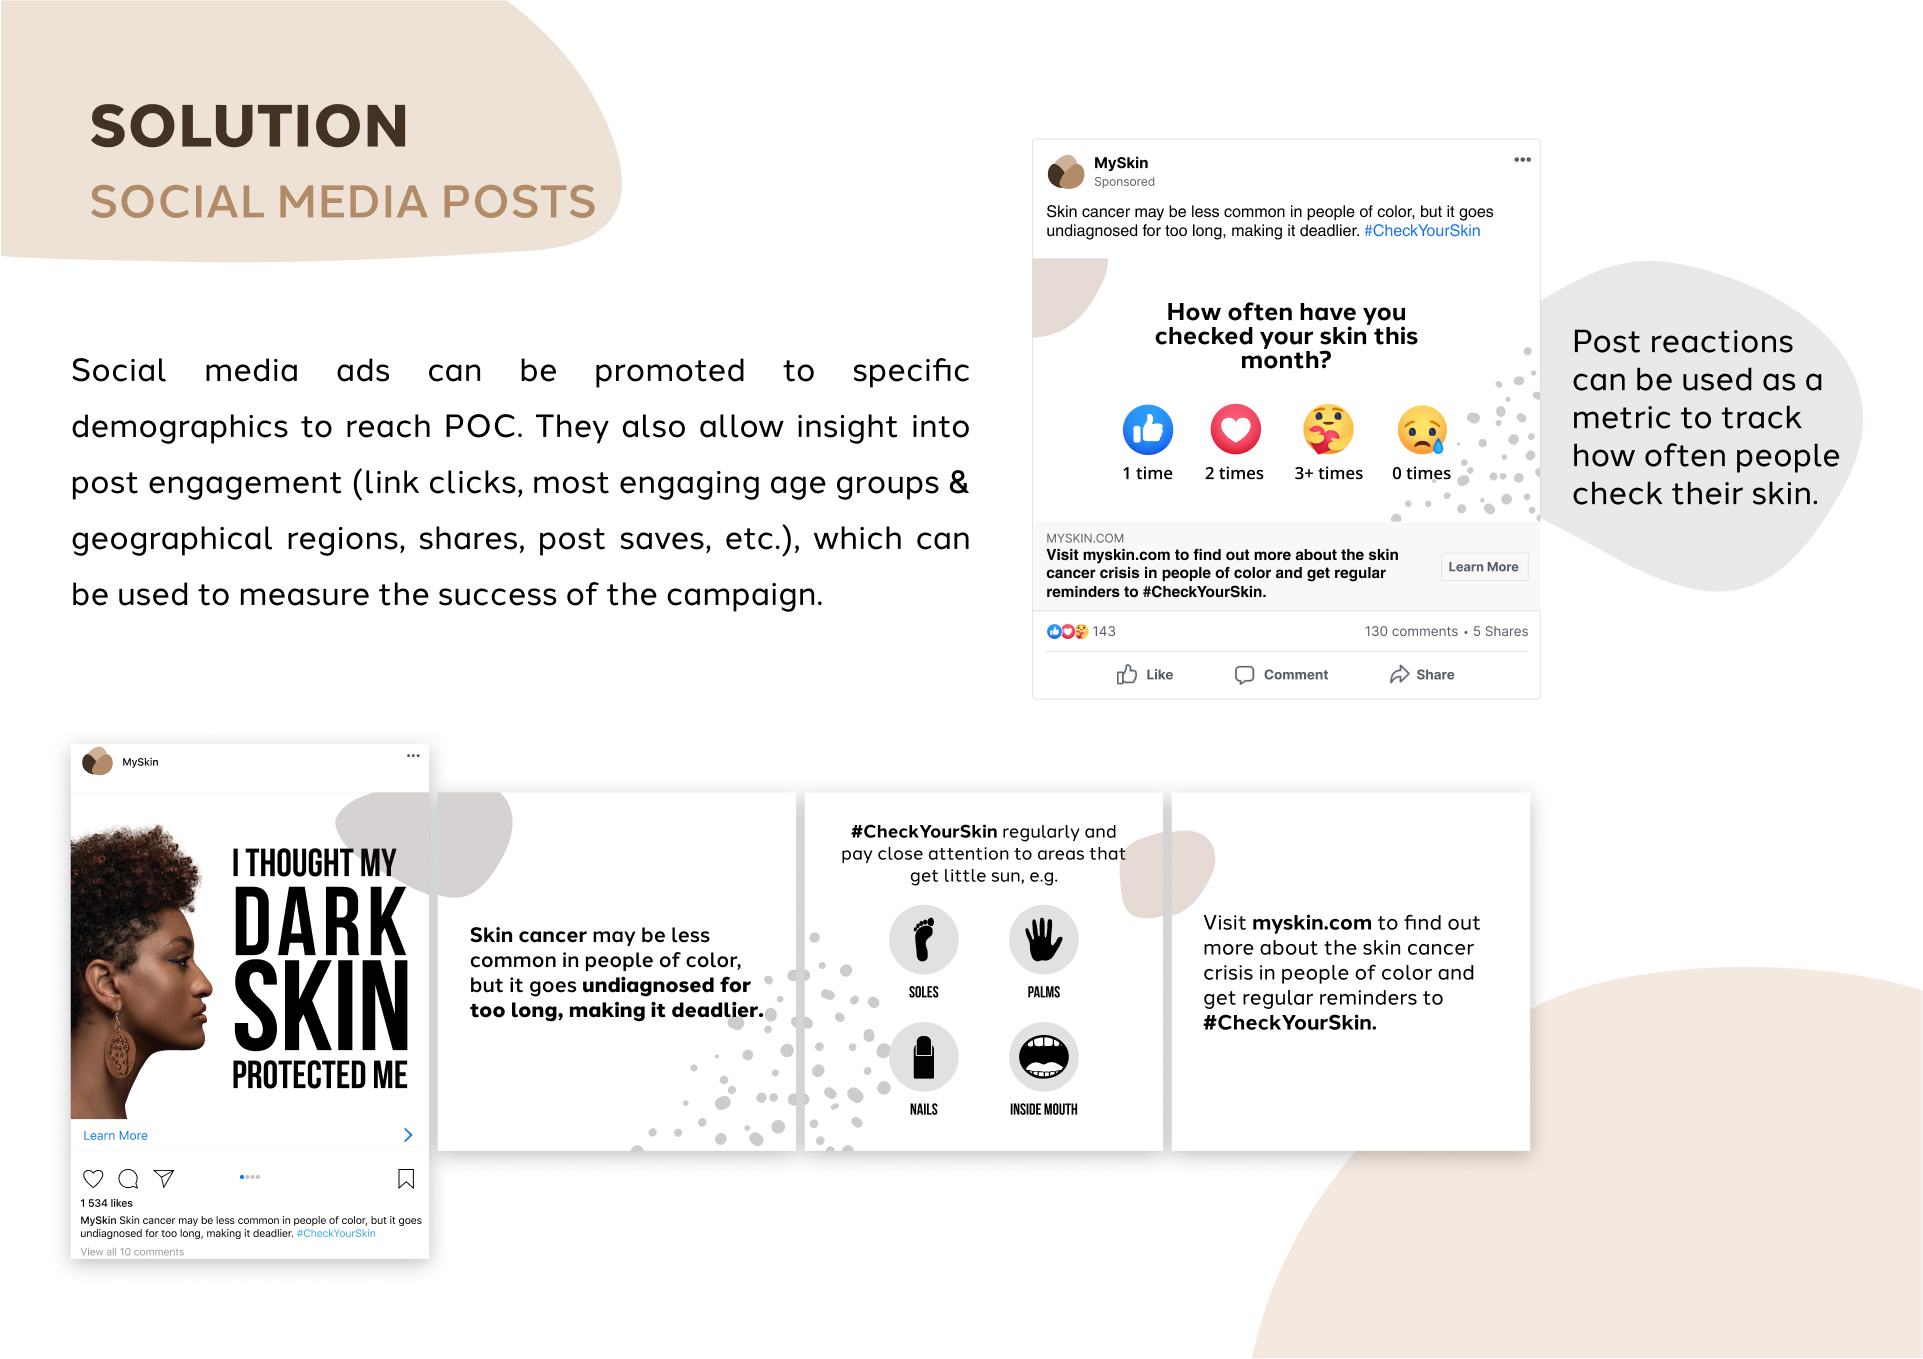 SOLUTION
SOCIAL MEDIA POSTS
Social media ads can be promoted to specific
demographics to reach POC. They also allow insight into
post engagement (link clicks, most engaging age groups &
geographical regions, shares, post saves, etc.), which can
be used to measure the success of the campaign.
MySkin
Sponsored
Skin cancer may be less common in people of color, but it goes
undiagnosed for too long, making it deadlier. #CheckYourSkin
How often have you
checked your skin this
month?
1 time 2 times 3+ times 0 times
MYSKIN.COM
Visit myskin.com to find out more about the skin
cancer crisis in people of color and get regular
reminders to #CheckYourSkin.
Learn More
143 130 comments • 5 Shares
Like Comment Share
Post reactions
can be used as a
metric to track
how often people
check their skin.
MySkin
I THOUGHT MY
DARK
SKIN
PROTECTED ME
Learn More
1 534 likes
MySkin Skin cancer may be less common in people of color, but it goes
undiagnosed for too long, making it deadlier. #CheckYourSkin
View all 10 comments
Skin cancer may be less
common in people of color,
but it goes undiagnosed for
too long, making it deadlier.
#CheckYourSkin regularly and
pay close attention to areas that
get little sun, e.g.
SOLES PALMS
NAILS INSIDE MOUTH
Visit myskin.com to find out
more about the skin cancer
crisis in people of color and
get regular reminders to
#CheckYourSkin.